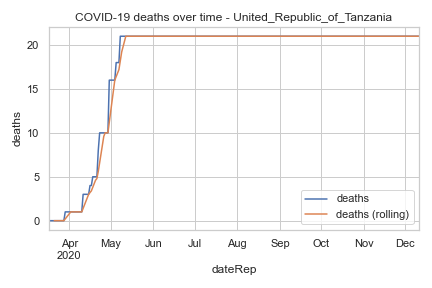 COVID-19 deaths over time - United_Republic_of_Tanzania
20
15
10
5
0
deaths
deaths
deaths (rolling)
Apr May Jun Jul Aug Sep Oct Nov Dec
2020
dateRep